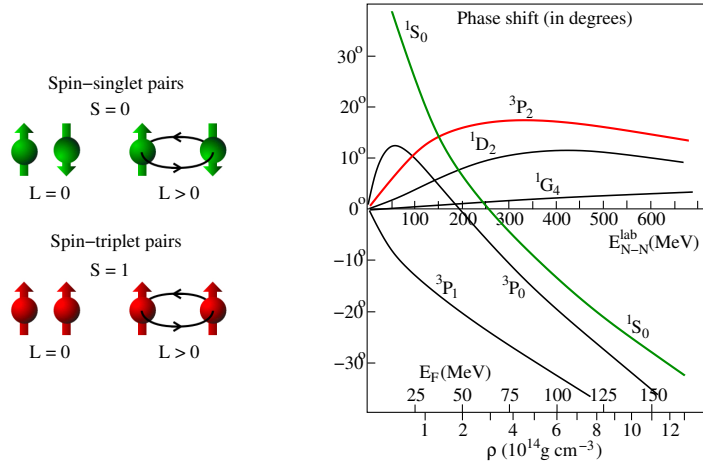 Spin−singlet pairs
S = 0
L = 0
L > 0
Spin−triplet pairs
S = 1
L = 0
L > 0
Phase shift (in degrees)
30°
20°
10°
0°
−10°
−20°
−30°
¹S₀
³P₂
¹D₂
¹G₄
100 200 300 400 500 600
E_N−N^lab (MeV)
³P₁
³P₀
¹S₀
E_F (MeV)
25 50 75 100 125 150
1 2 4 6 8 10 12
ρ (10¹⁴g cm⁻³)